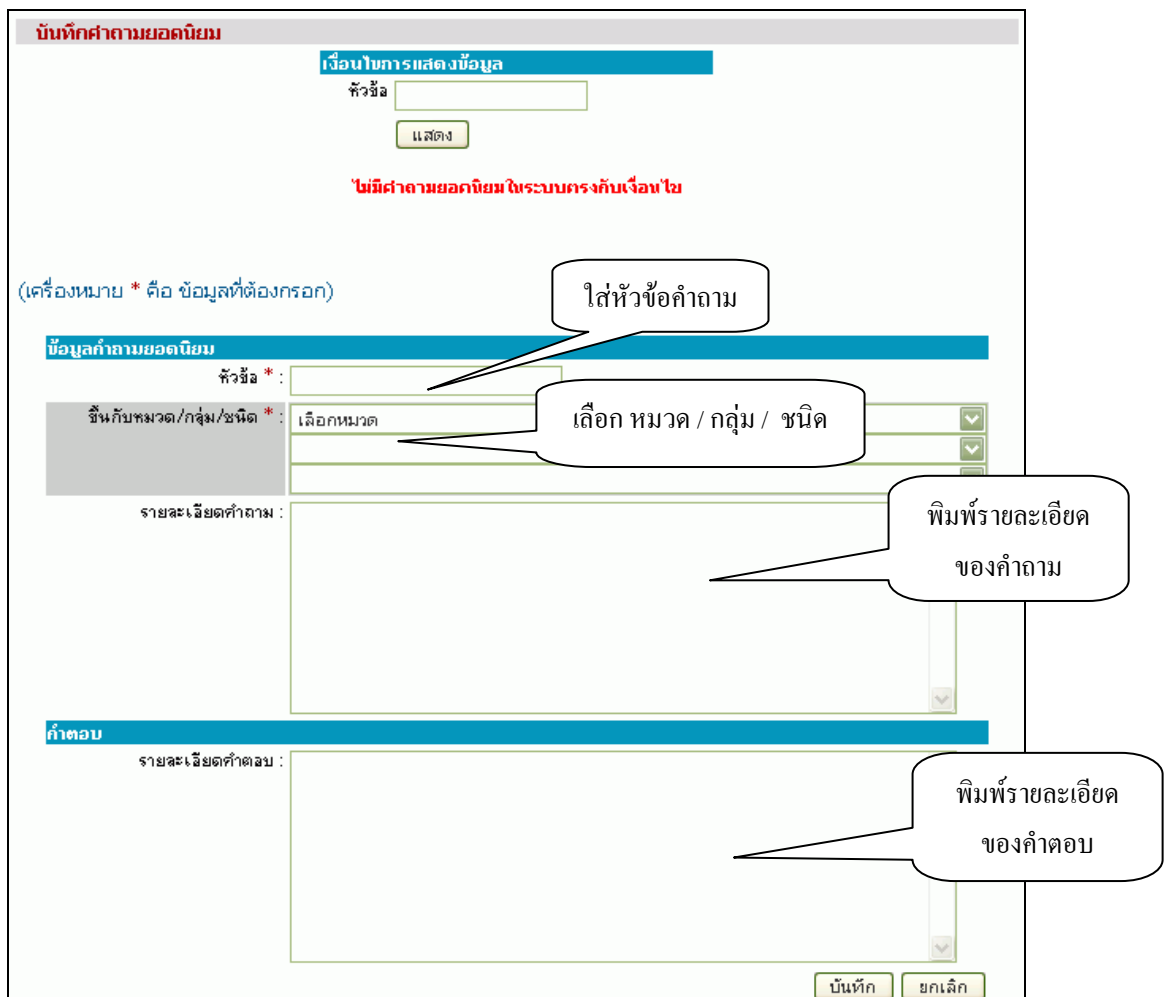 บันทึกคำถามยอดนิยม
เงื่อนไขการแสดงข้อมูล
หัวข้อ
แสดง
ไม่มีคำถามยอดนิยมในระบบตรงกับเงื่อนไข
(เครื่องหมาย * คือ ข้อมูลที่ต้องกรอก)
ใส่หัวข้อคำถาม
ข้อมูลคำถามยอดนิยม
หัวข้อ * :
ขึ้นกับหมวด/กลุ่ม/ชนิด * :
เลือกหมวด
เลือก หมวด / กลุ่ม / ชนิด
รายละเอียดคำถาม :
พิมพ์รายละเอียด
ของคำถาม
คำตอบ
รายละเอียดคำตอบ :
พิมพ์รายละเอียด
ของคำตอบ
บันทึก ยกเลิก